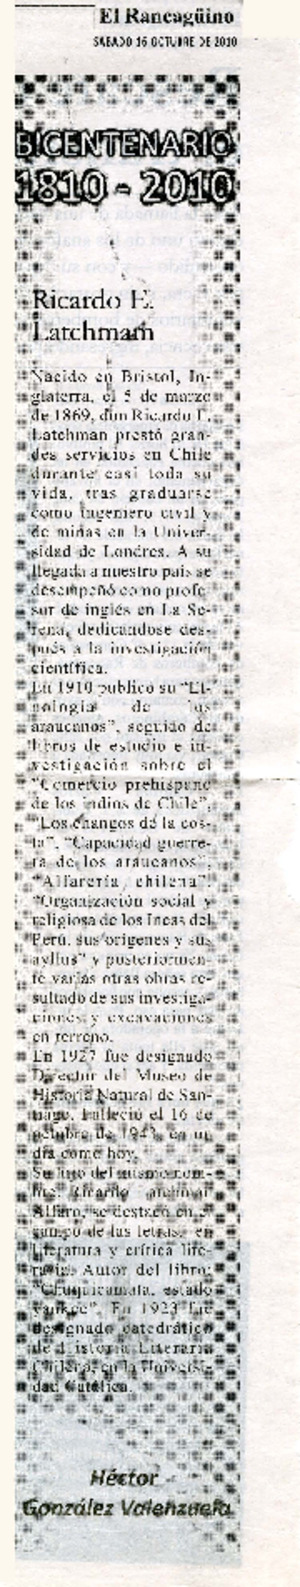 El Rancagüino
SABADO 16 OCTUBRE DE 2010
BICENTENARIO
1810 - 2010
Ricardo E.
Latchmam
Nacido en Bristol, In-
glaterra, el 5 de marzo
de 1869, don Ricardo E.
Latchman prestó gran-
des servicios en Chile
durante casi toda su
vida, tras graduarse
como ingeniero civil y
de minas en la Univer-
sidad de Londres. A su
llegada a nuestro país se
desempeñó como profe-
sor de inglés en La Se-
rena, dedicándose des-
pués a la investigación
científica.
En 1910 publicó su "Et-
nología de los
araucanos", seguido de
libros de estudio e in-
vestigación sobre el
"Comercio prehispano
de los indios de Chile",
"Los changos de la cos-
ta", "Capacidad guerre-
ra de los araucanos",
"Alfarería chilena",
"Organización social y
religiosa de los Incas del
Perú, sus orígenes y sus
ayllus" y posteriormen-
te varias otras obras re-
sultado de sus investiga-
ciones y excavaciones
en terreno.
En 1927 fue designado
Director del Museo de
Historia Natural de San-
tiago. Falleció el 16 de
octubre de 1943, en un
día como hoy.
Su hijo del mismo nom-
bre, Ricardo
Alfaro, se destacó en el
campo de las letras, en
Literatura y crítica lite-
raria. Autor del libro:
"Chuquicamata, estado
yankee". En 1923 fue
designado catedrático
de Historia Literaria
Chilena, en la Universi-
dad Católica.
Héctor
González Valenzuela